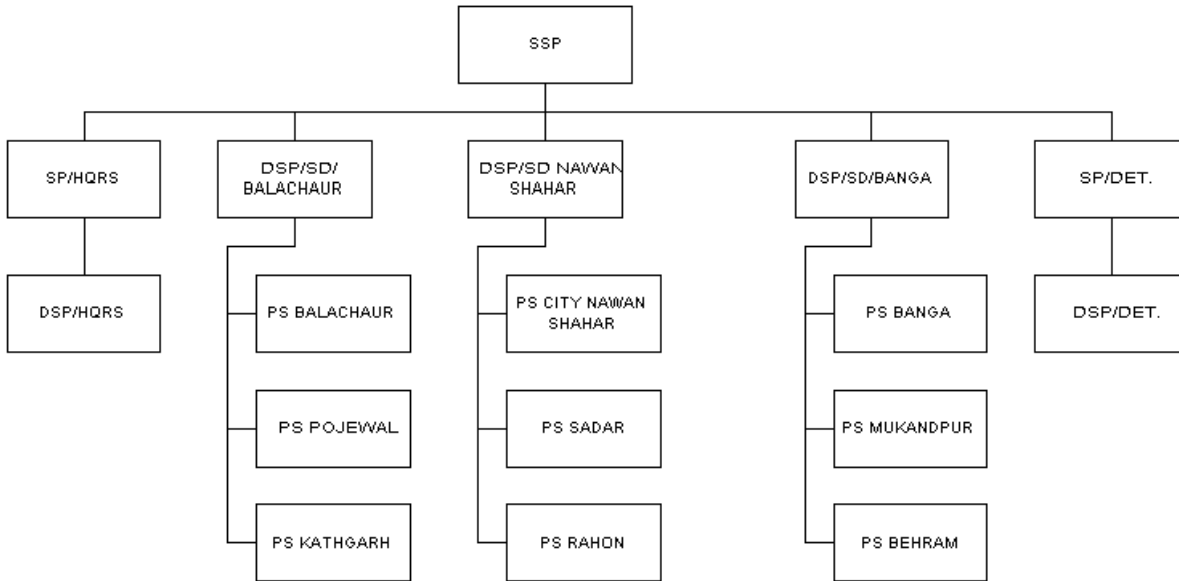 SSP
SP/HQRS
DSP/SD/
BALACHAUR
DSP/SD NAWAN
SHAHAR
DSP/SD/BANGA
SP/DET.
DSP/HQRS
PS BALACHAUR
PS CITY NAWAN
SHAHAR
PS BANGA
DSP/DET.
PS POJEWAL
PS SADAR
PS MUKANDPUR
PS KATHGARH
PS RAHON
PS BEHRAM